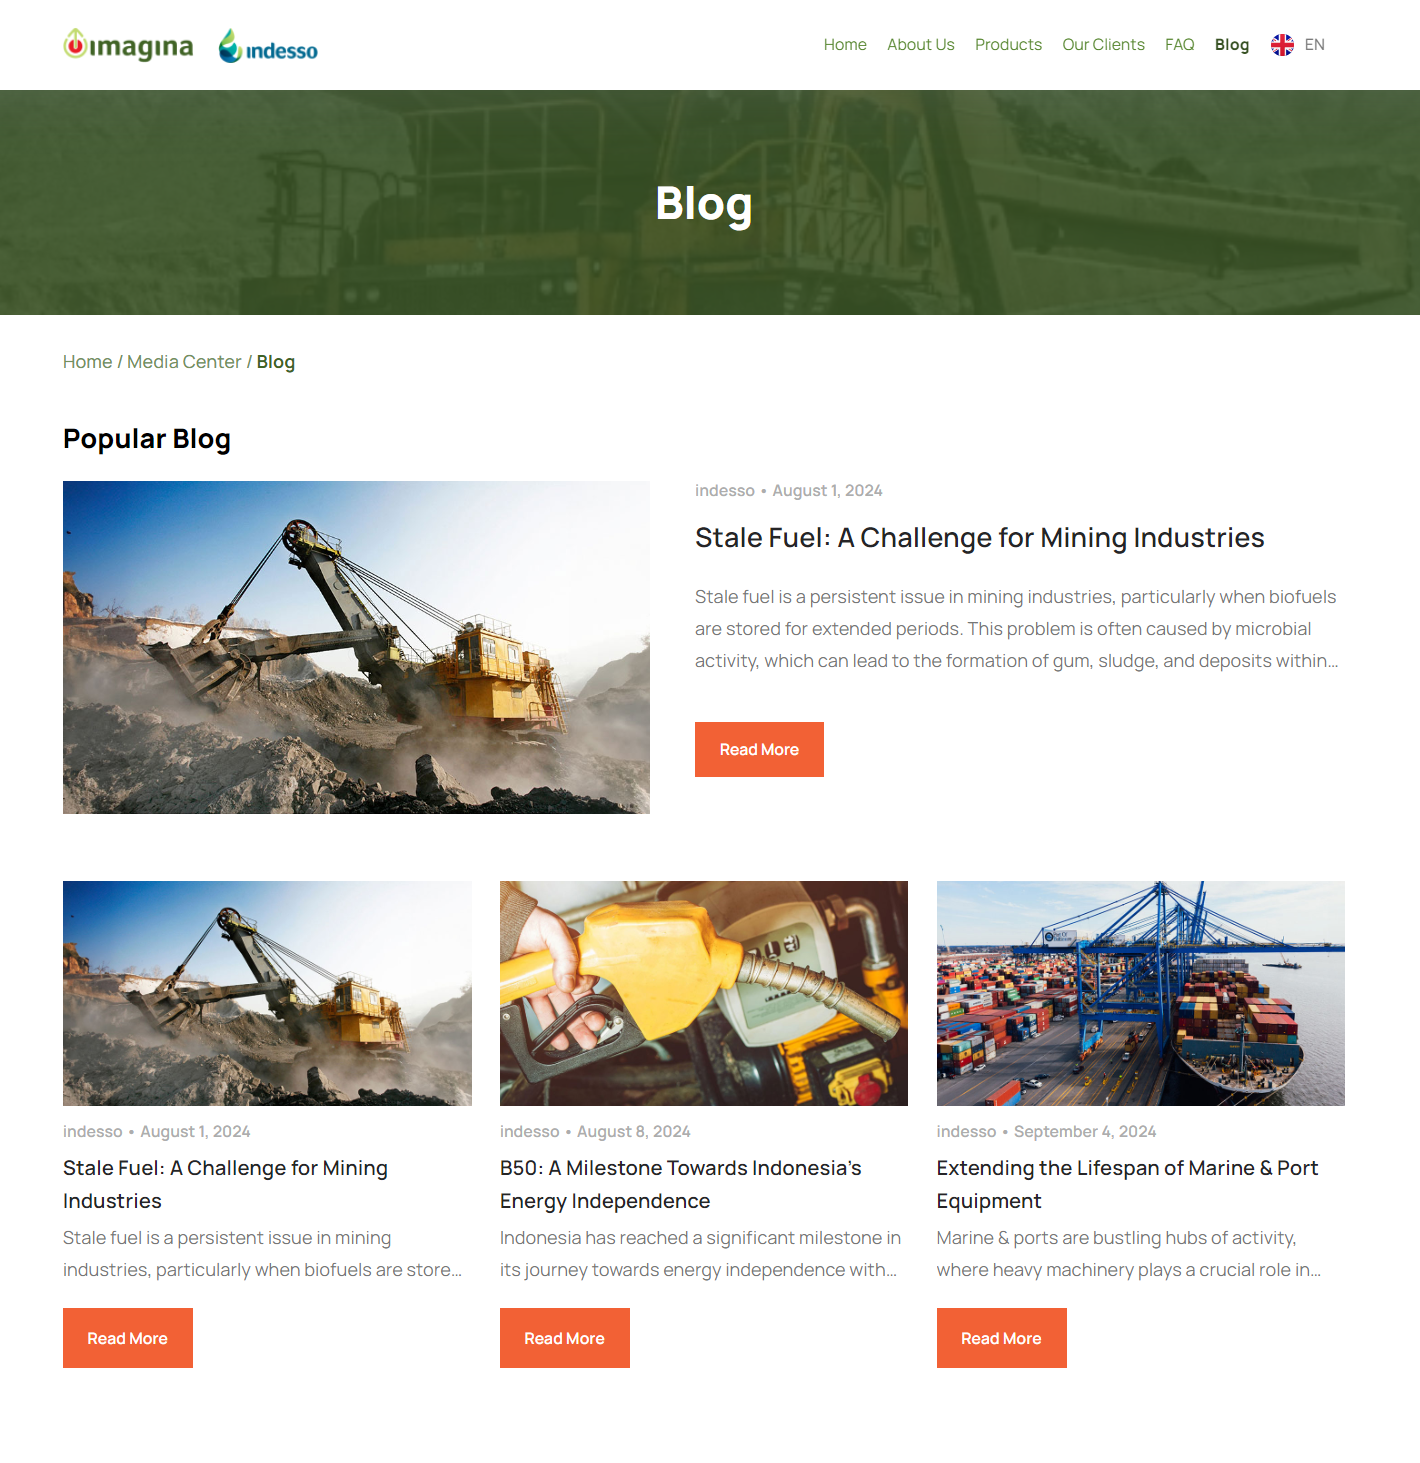 imagina
indesso
Home
About Us
Products
Our Clients
FAQ
Blog
EN
Blog
Home / Media Center / Blog
Popular Blog
indesso • August 1, 2024
Stale Fuel: A Challenge for Mining Industries
Stale fuel is a persistent issue in mining industries, particularly when biofuels
are stored for extended periods. This problem is often caused by microbial
activity, which can lead to the formation of gum, sludge, and deposits within...
Read More
indesso • August 1, 2024
Stale Fuel: A Challenge for Mining
Industries
Stale fuel is a persistent issue in mining
industries, particularly when biofuels are store...
Read More
indesso • August 8, 2024
B50: A Milestone Towards Indonesia’s
Energy Independence
Indonesia has reached a significant milestone in
its journey towards energy independence with...
Read More
indesso • September 4, 2024
Extending the Lifespan of Marine & Port
Equipment
Marine & ports are bustling hubs of activity,
where heavy machinery plays a crucial role in...
Read More